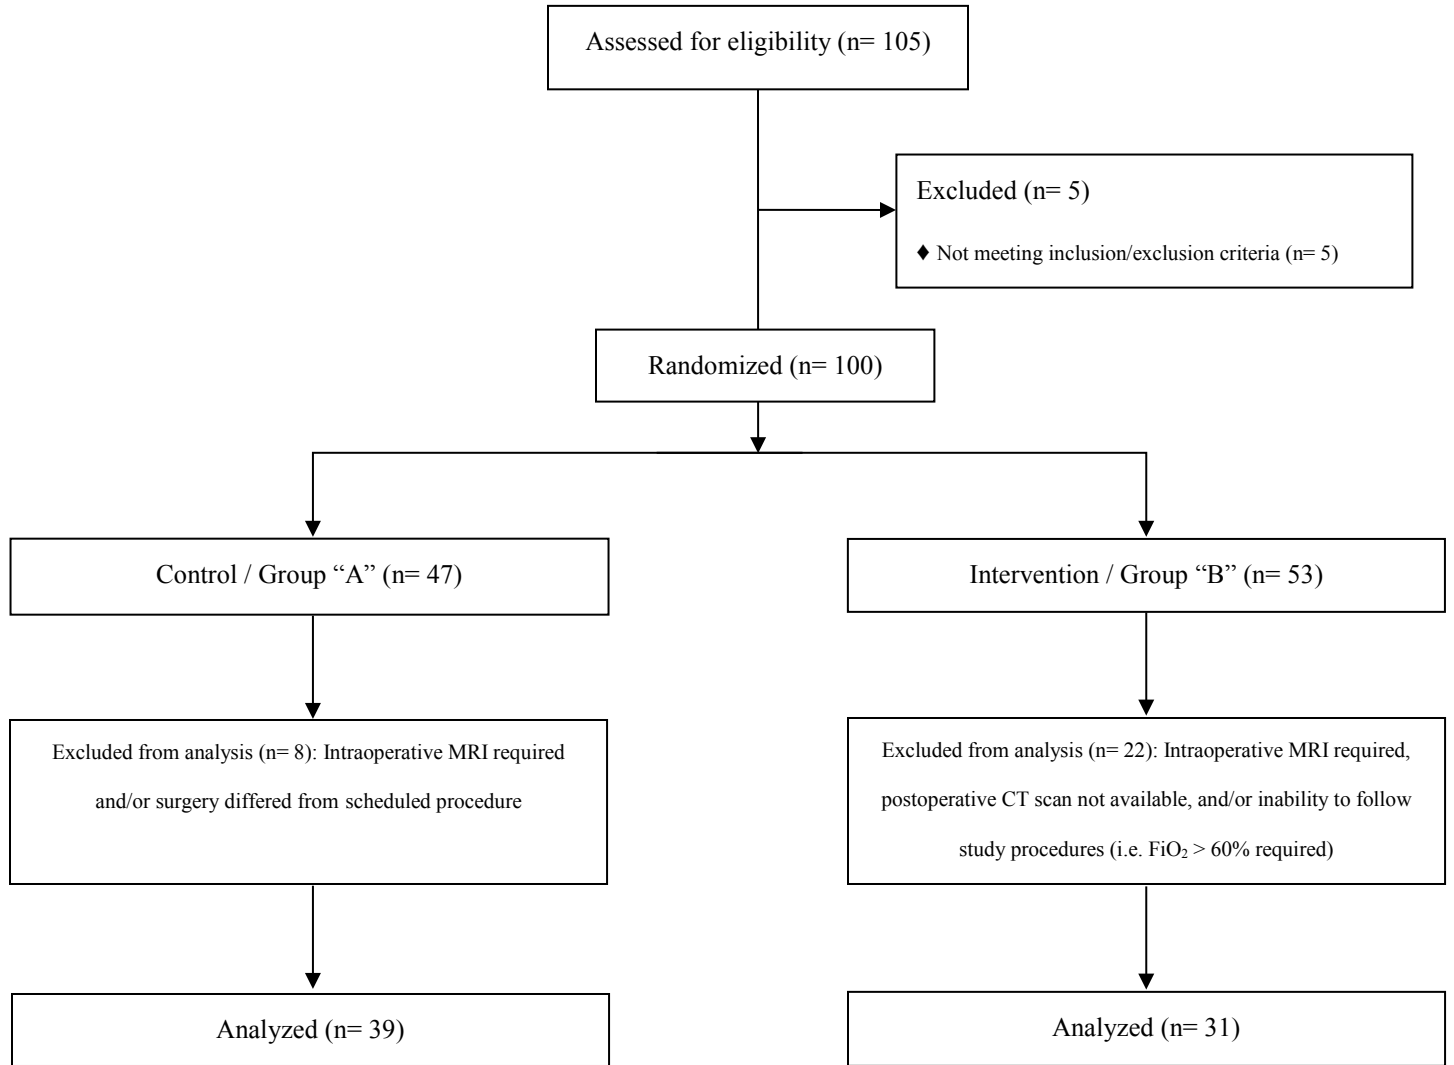 Assessed for eligibility (n= 105)
Excluded (n= 5)
♦ Not meeting inclusion/exclusion criteria (n= 5)
Randomized (n= 100)
Control / Group “A” (n= 47)
Intervention / Group “B” (n= 53)
Excluded from analysis (n= 8): Intraoperative MRI required
and/or surgery differed from scheduled procedure
Excluded from analysis (n= 22): Intraoperative MRI required,
postoperative CT scan not available, and/or inability to follow
study procedures (i.e. FiO₂ > 60% required)
Analyzed (n= 39)
Analyzed (n= 31)